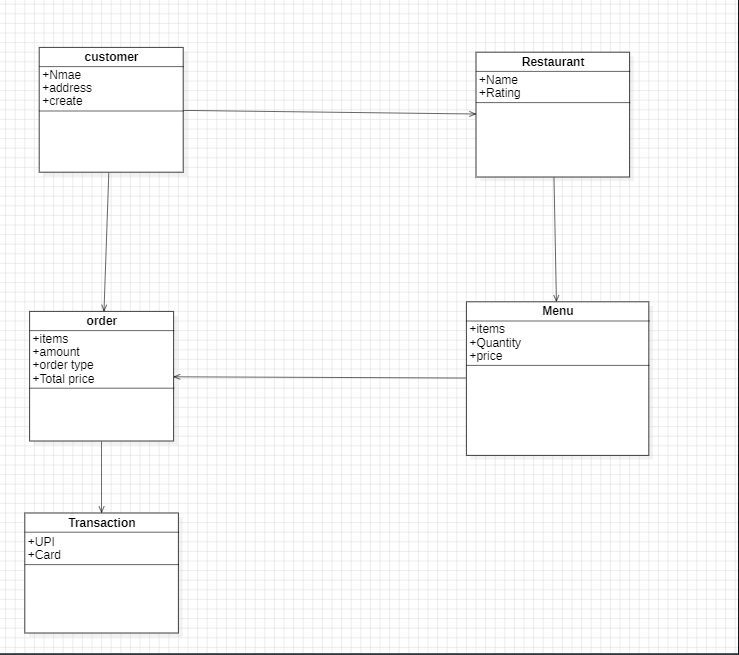 customer
+Nmae
+address
+create
Restaurant
+Name
+Rating
order
+items
+amount
+order type
+Total price
Menu
+items
+Quantity
+price
Transaction
+UPI
+Card